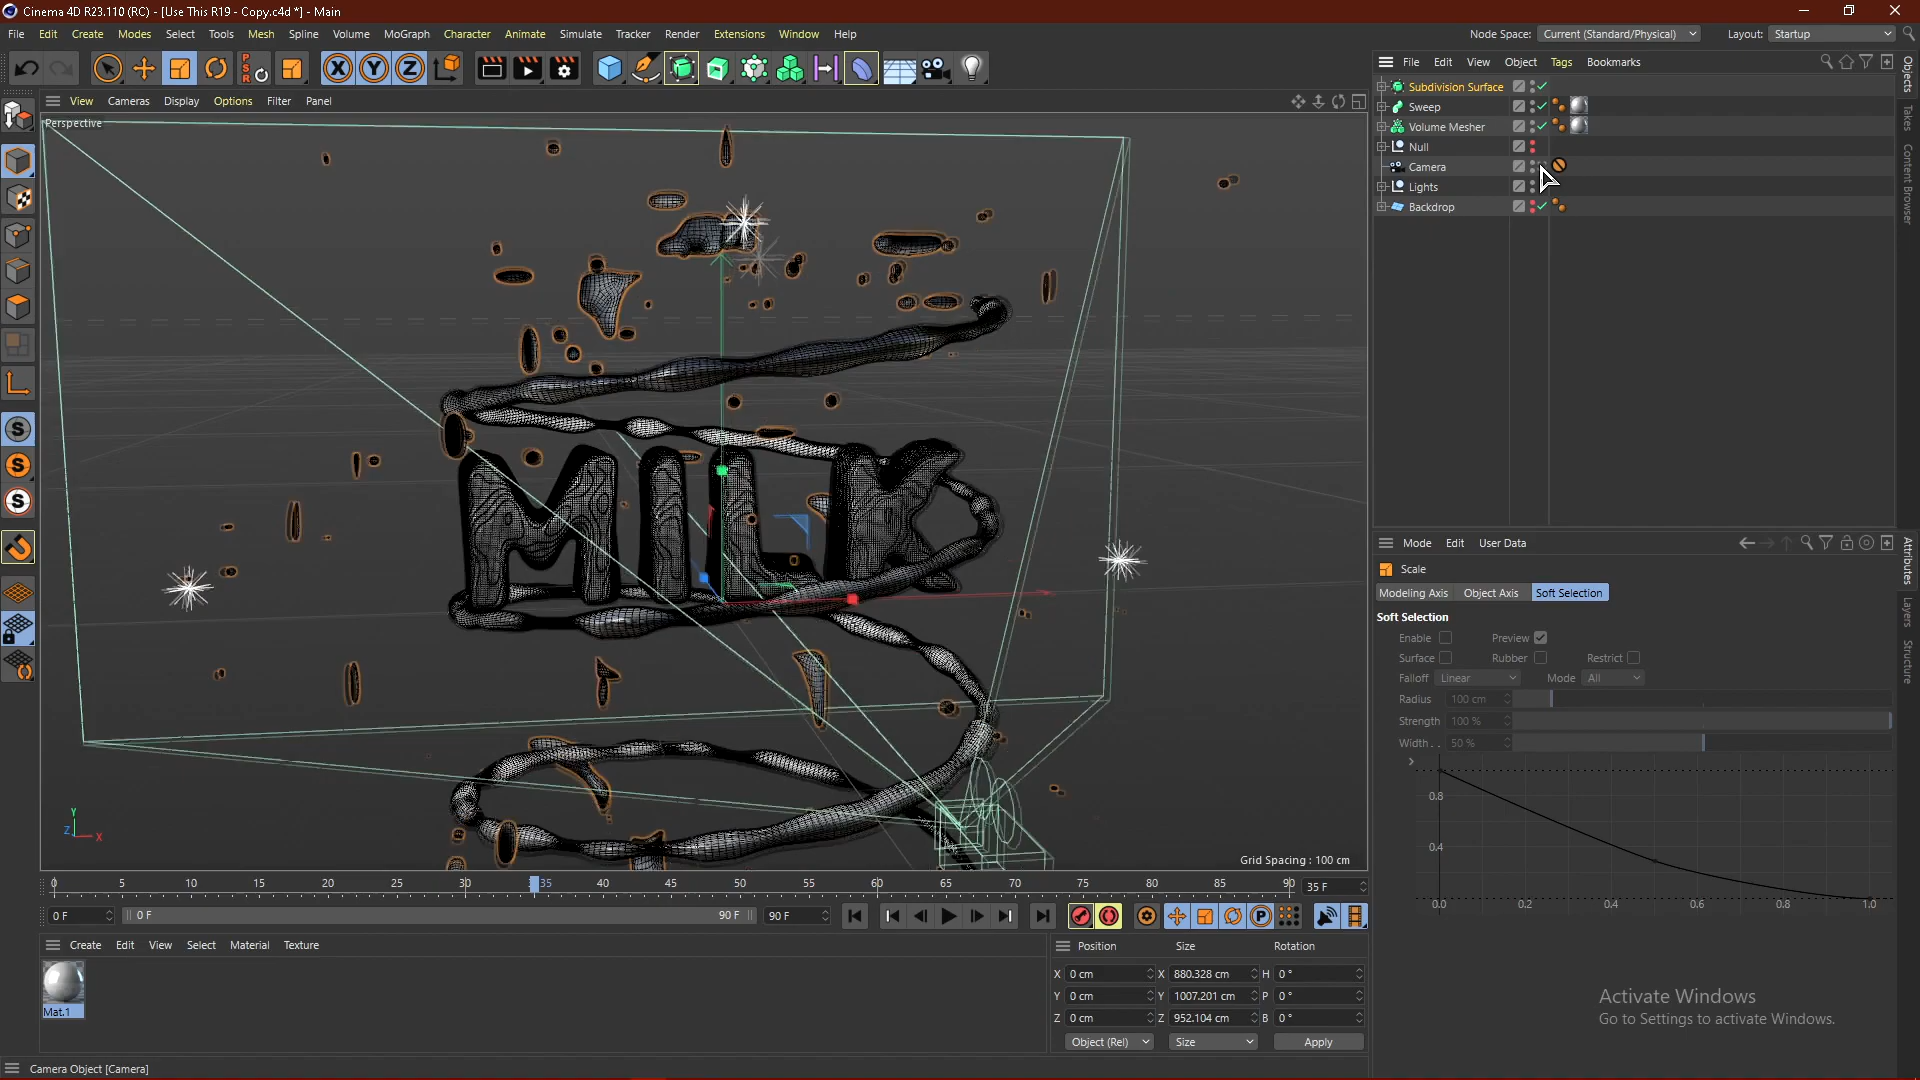 Cinema 4D R23.110 (RC) - [Use This R19 - Copy.c4d *] - Main
File Edit Create Modes Select Tools Mesh Spline Volume MoGraph Character Animate Simulate Tracker Render Extensions Window Help
Node Space: Current (Standard/Physical) Layout: Startup
PSR X Y Z
File Edit View Object Tags Bookmarks
View Cameras Display Options Filter Panel
Perspective
Subdivision Surface
Sweep
Volume Mesher
Null
Camera
Lights
Backdrop
Objects
Takes
Content Browser
MILK
Mode Edit User Data
Scale
Modeling Axis Object Axis Soft Selection
Soft Selection
Enable Preview
Surface Rubber Restrict
Falloff Linear Mode All
Radius 100 cm
Strength 100 %
Width . . 50 %
0.8
0.4
0.0 0.2 0.4 0.6 0.8 1.0
Attributes
Layers
Structure
Y
Z X
Grid Spacing : 100 cm
0 5 10 15 20 25 30 35 40 45 50 55 60 65 70 75 80 85 90 35 F
0 F 0 F 90 F 90 F
Create Edit View Select Material Texture
Mat.1
Position Size Rotation
X 0 cm X 880.328 cm H 0 °
Y 0 cm Y 1007.201 cm P 0 °
Z 0 cm Z 952.104 cm B 0 °
Object (Rel) Size Apply
Activate Windows
Go to Settings to activate Windows.
Camera Object [Camera]